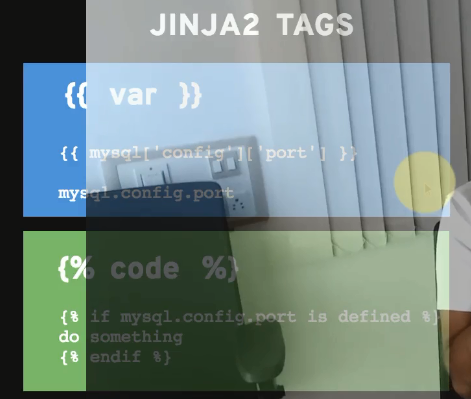 JINJA2 TAGS
{{ var }}
{{ mysql['config']['port'] }}
mysql.config.port
{% code %}
{% if mysql.config.port is defined %}
do something
{% endif %}